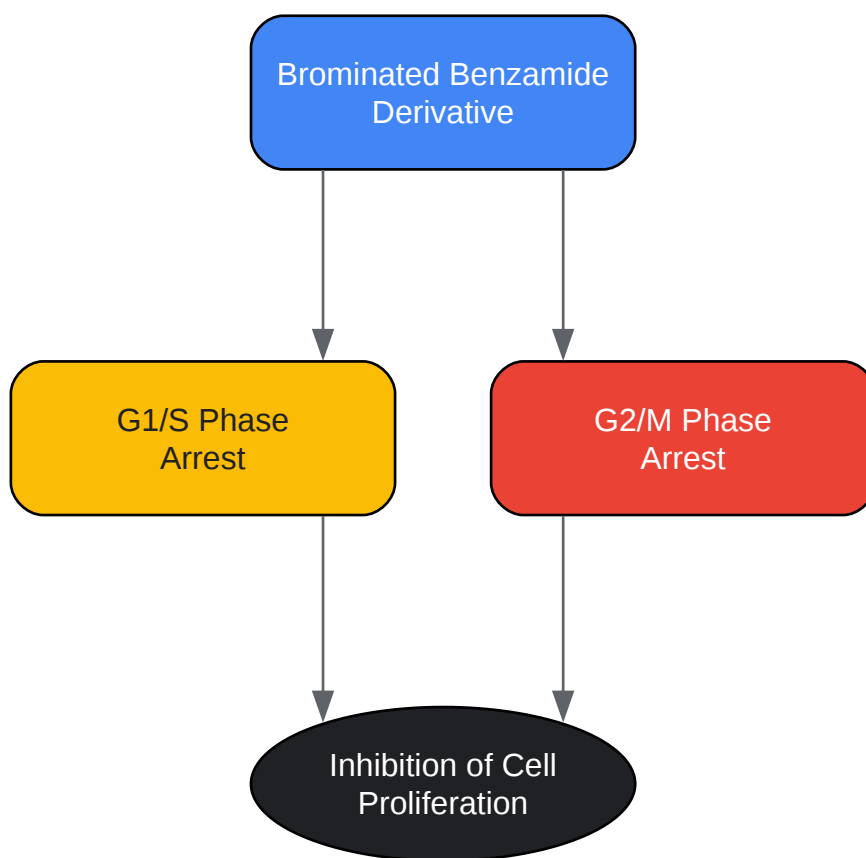 Brominated Benzamide
Derivative
G1/S Phase
Arrest
G2/M Phase
Arrest
Inhibition of Cell
Proliferation